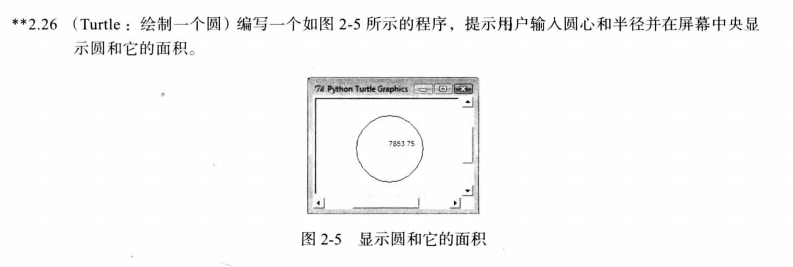 **2.26 （Turtle：绘制一个圆）编写一个如图 2-5 所示的程序，提示用户输入圆心和半径并在屏幕中央显
示圆和它的面积。
7% Python Turtle Graphics
7853 75
图 2-5 显示圆和它的面积